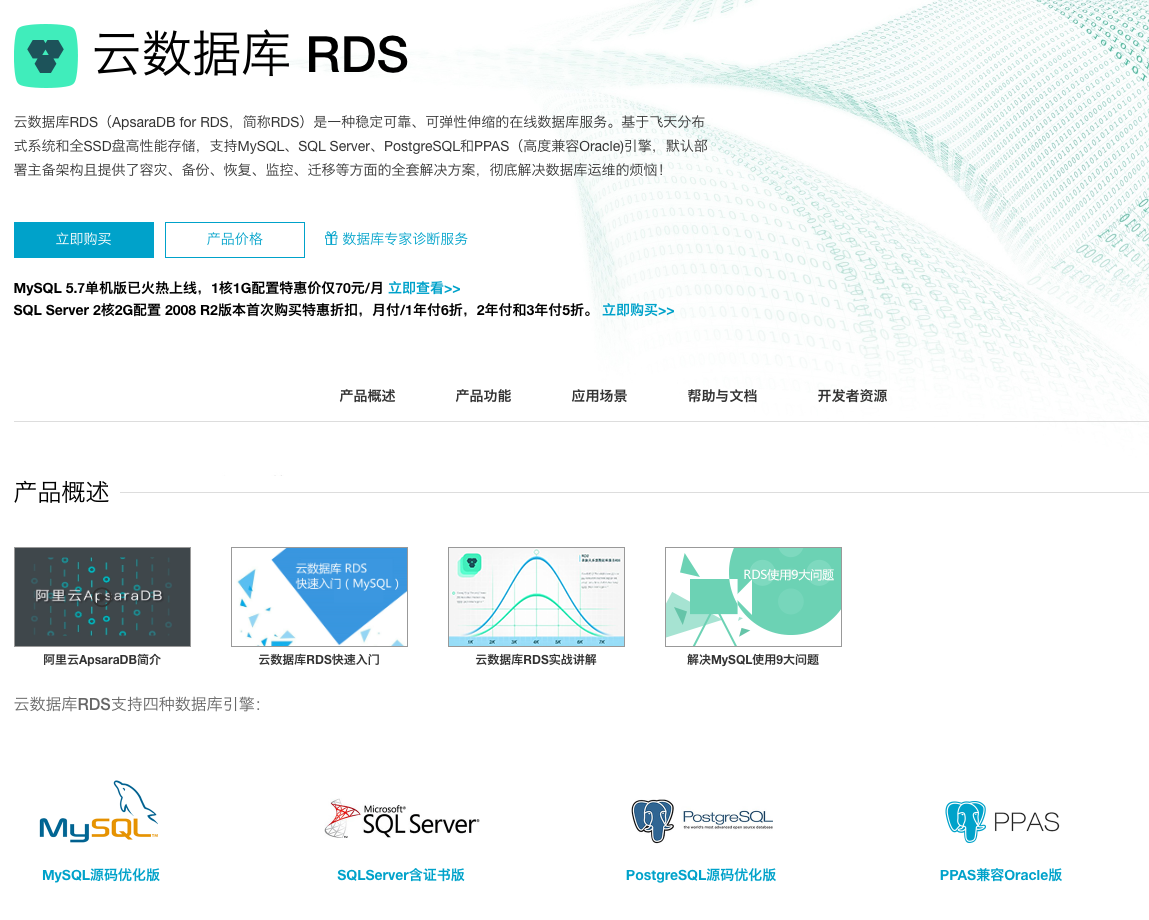 云数据库 RDS
云数据库RDS（ApsaraDB for RDS，简称RDS）是一种稳定可靠、可弹性伸缩的在线数据库服务。基于飞天分布
式系统和全SSD盘高性能存储，支持MySQL、SQL Server、PostgreSQL和PPAS（高度兼容Oracle)引擎，默认部
署主备架构且提供了容灾、备份、恢复、监控、迁移等方面的全套解决方案，彻底解决数据库运维的烦恼！
立即购买 产品价格 数据库专家诊断服务
MySQL 5.7单机版已火热上线，1核1G配置特惠价仅70元/月 立即查看>>
SQL Server 2核2G配置 2008 R2版本首次购买特惠折扣，月付/1年付6折，2年付和3年付5折。 立即购买>>
产品概述 产品功能 应用场景 帮助与文档 开发者资源
产品概述
阿里云ApsaraDB
云数据库 RDS
快速入门（MySQL）
1K 2K 3K 4K 5K 6K 7K
RDS使用9大问题
阿里云ApsaraDB简介 云数据库RDS快速入门 云数据库RDS实战讲解 解决MySQL使用9大问题
云数据库RDS支持四种数据库引擎：
MySQL
Microsoft®
SQL Server
PostgreSQL
the world's most advanced open source database
PPAS
MySQL源码优化版 SQLServer含证书版 PostgreSQL源码优化版 PPAS兼容Oracle版